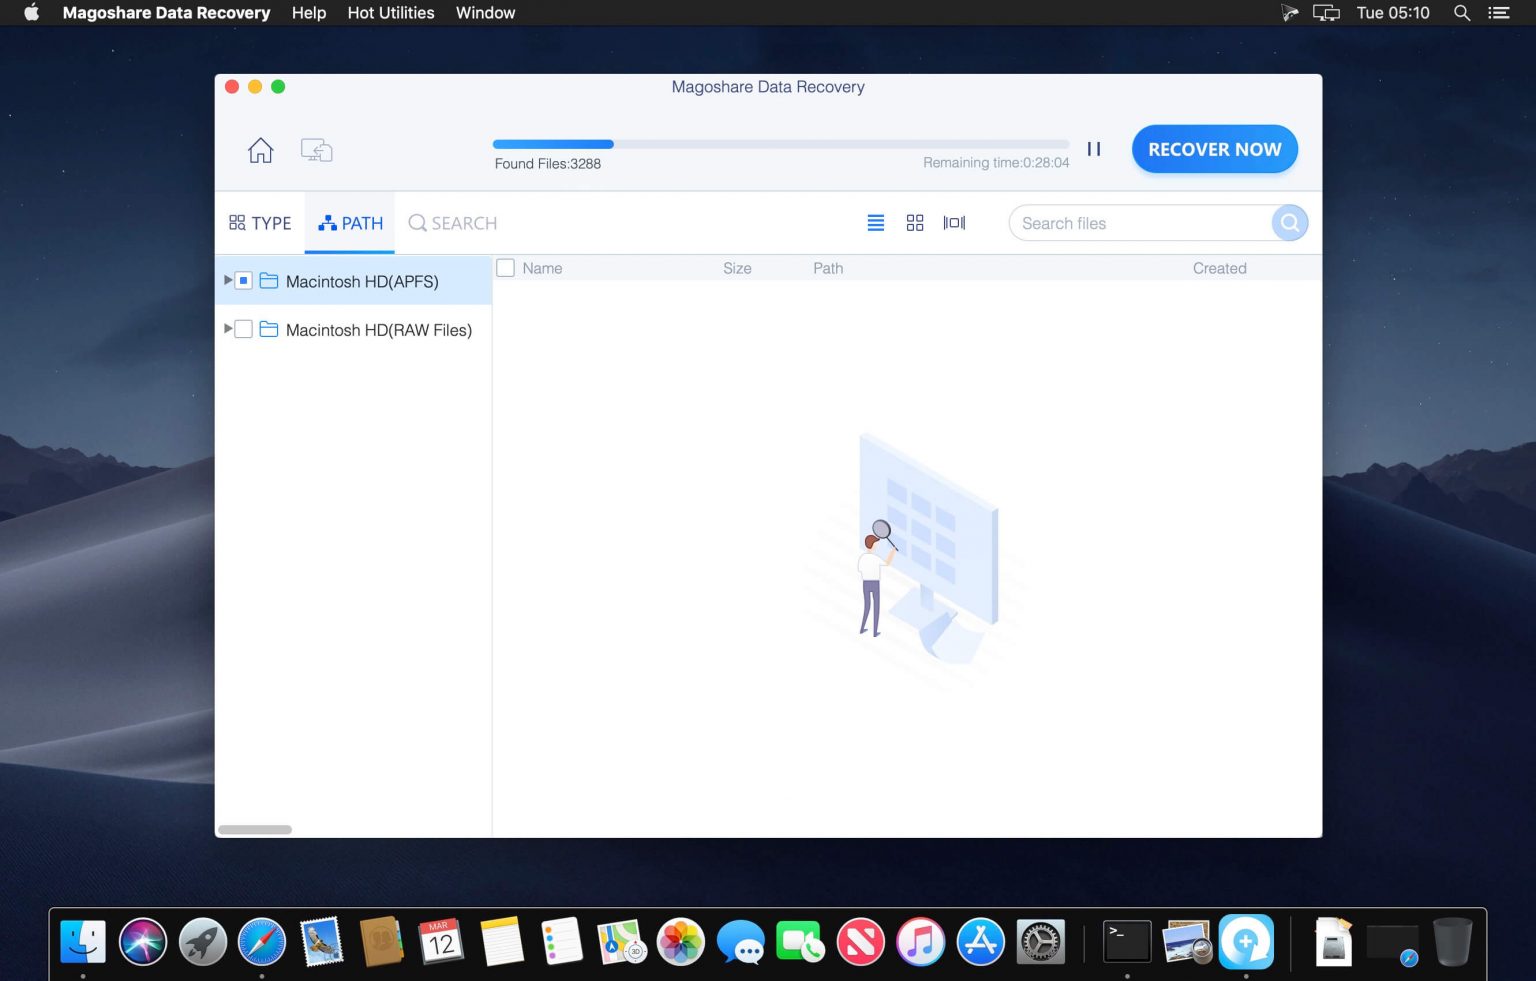 Magoshare Data Recovery Help Hot Utilities Window Tue 05:10
Magoshare Data Recovery
Found Files:3288 Remaining time:0:28:04
RECOVER NOW
TYPE PATH SEARCH Search files
Name Size Path Created
Macintosh HD(APFS)
Macintosh HD(RAW Files)
MAR
12
3D
>_